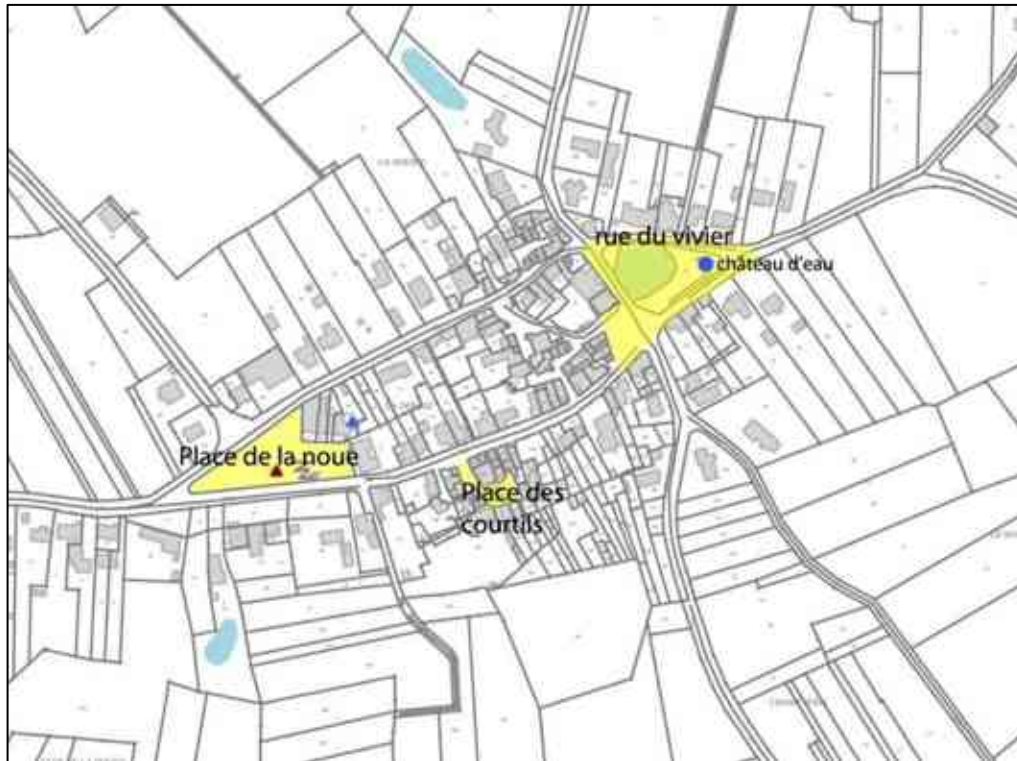 rue du vivier
château d'eau
Place de la noue
Place des
courtils